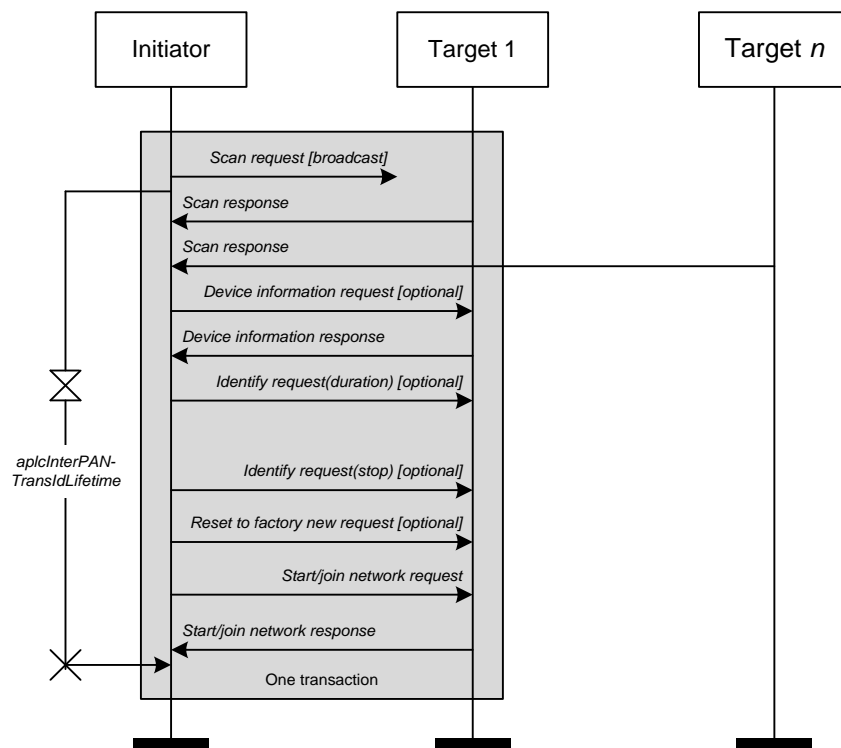 Initiator
Target 1
Target n
Scan request [broadcast]
Scan response
Scan response
Device information request [optional]
Device information response
Identify request(duration) [optional]
aplcInterPAN-
TransIdLifetime
Identify request(stop) [optional]
Reset to factory new request [optional]
Start/join network request
Start/join network response
One transaction